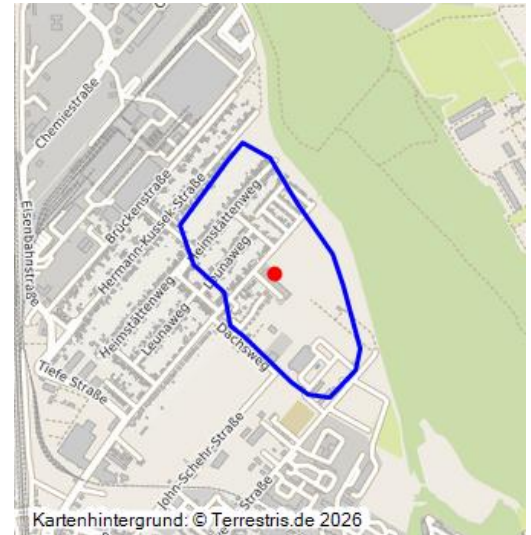 Chemiestraße
Eisenbahnstraße
Brückenstraße
Hermann-Kussek-Straße
Heimstättenweg
Leunaweg
Heimstättenweg
Leunaweg
Tiefe Straße
Dachsweg
John-Schehr-Straße
Straße
Kartenhintergrund: © Terrestris.de 2026